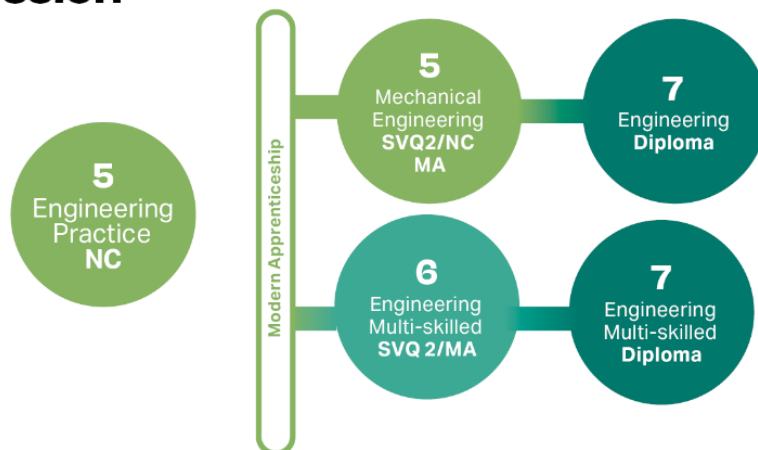 5
Engineering
Practice
NC
Modern Apprenticeship
5
Mechanical
Engineering
SVQ2/NC
MA
7
Engineering
Diploma
6
Engineering
Multi-skilled
SVQ 2/MA
7
Engineering
Multi-skilled
Diploma